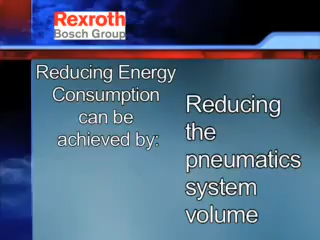 Rexroth
Bosch Group
Reducing Energy
Consumption
can be
achieved by:
Reducing
the
pneumatics
system
volume